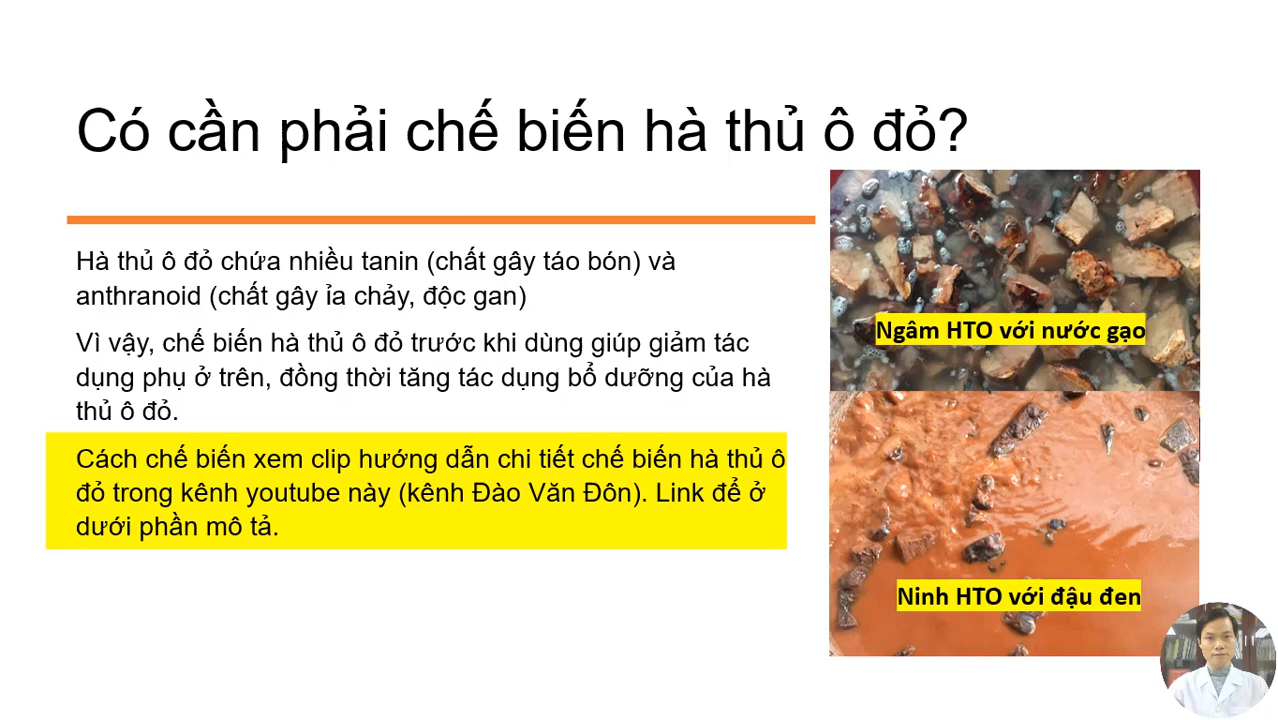 Có cần phải chế biến hà thủ ô đỏ?
Hà thủ ô đỏ chứa nhiều tanin (chất gây táo bón) và
anthranoid (chất gây ỉa chảy, độc gan)
Vì vậy, chế biến hà thủ ô đỏ trước khi dùng giúp giảm tác
dụng phụ ở trên, đồng thời tăng tác dụng bổ dưỡng của hà
thủ ô đỏ.
Cách chế biến xem clip hướng dẫn chi tiết chế biến hà thủ ô
đỏ trong kênh youtube này (kênh Đào Văn Đôn). Link để ở
dưới phần mô tả.
Ngâm HTO với nước gạo
Ninh HTO với đậu đen